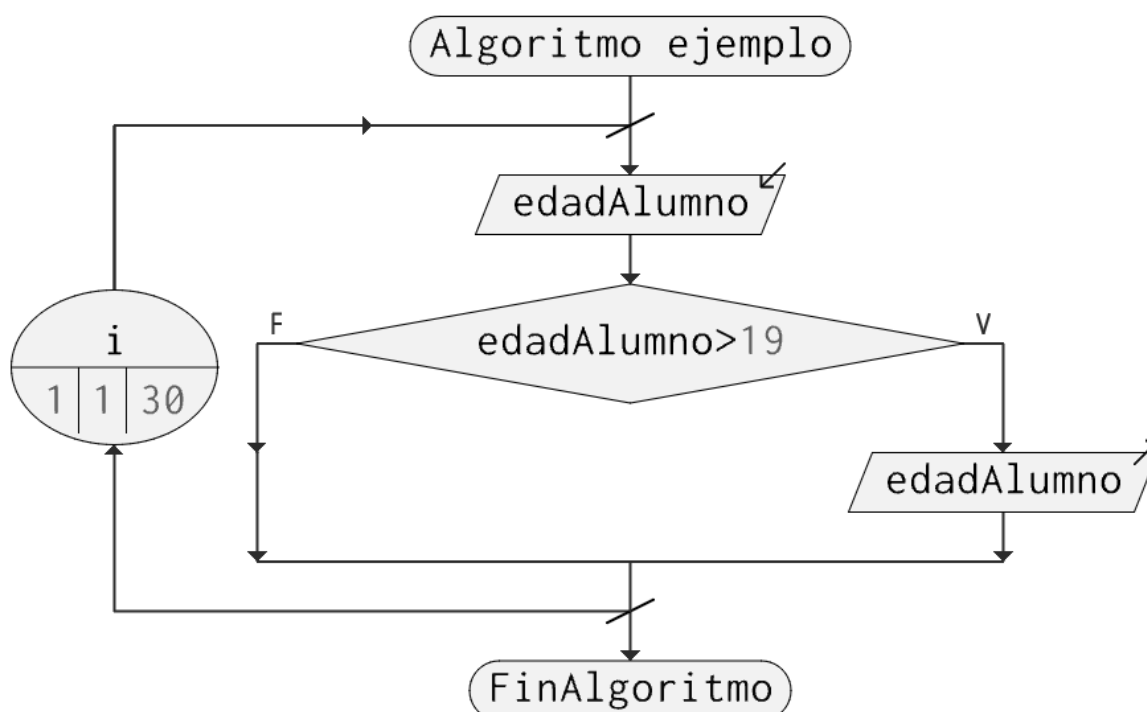 Algoritmo ejemplo
edadAlumno
F
edadAlumno>19
V
i
1 1 30
edadAlumno
FinAlgoritmo